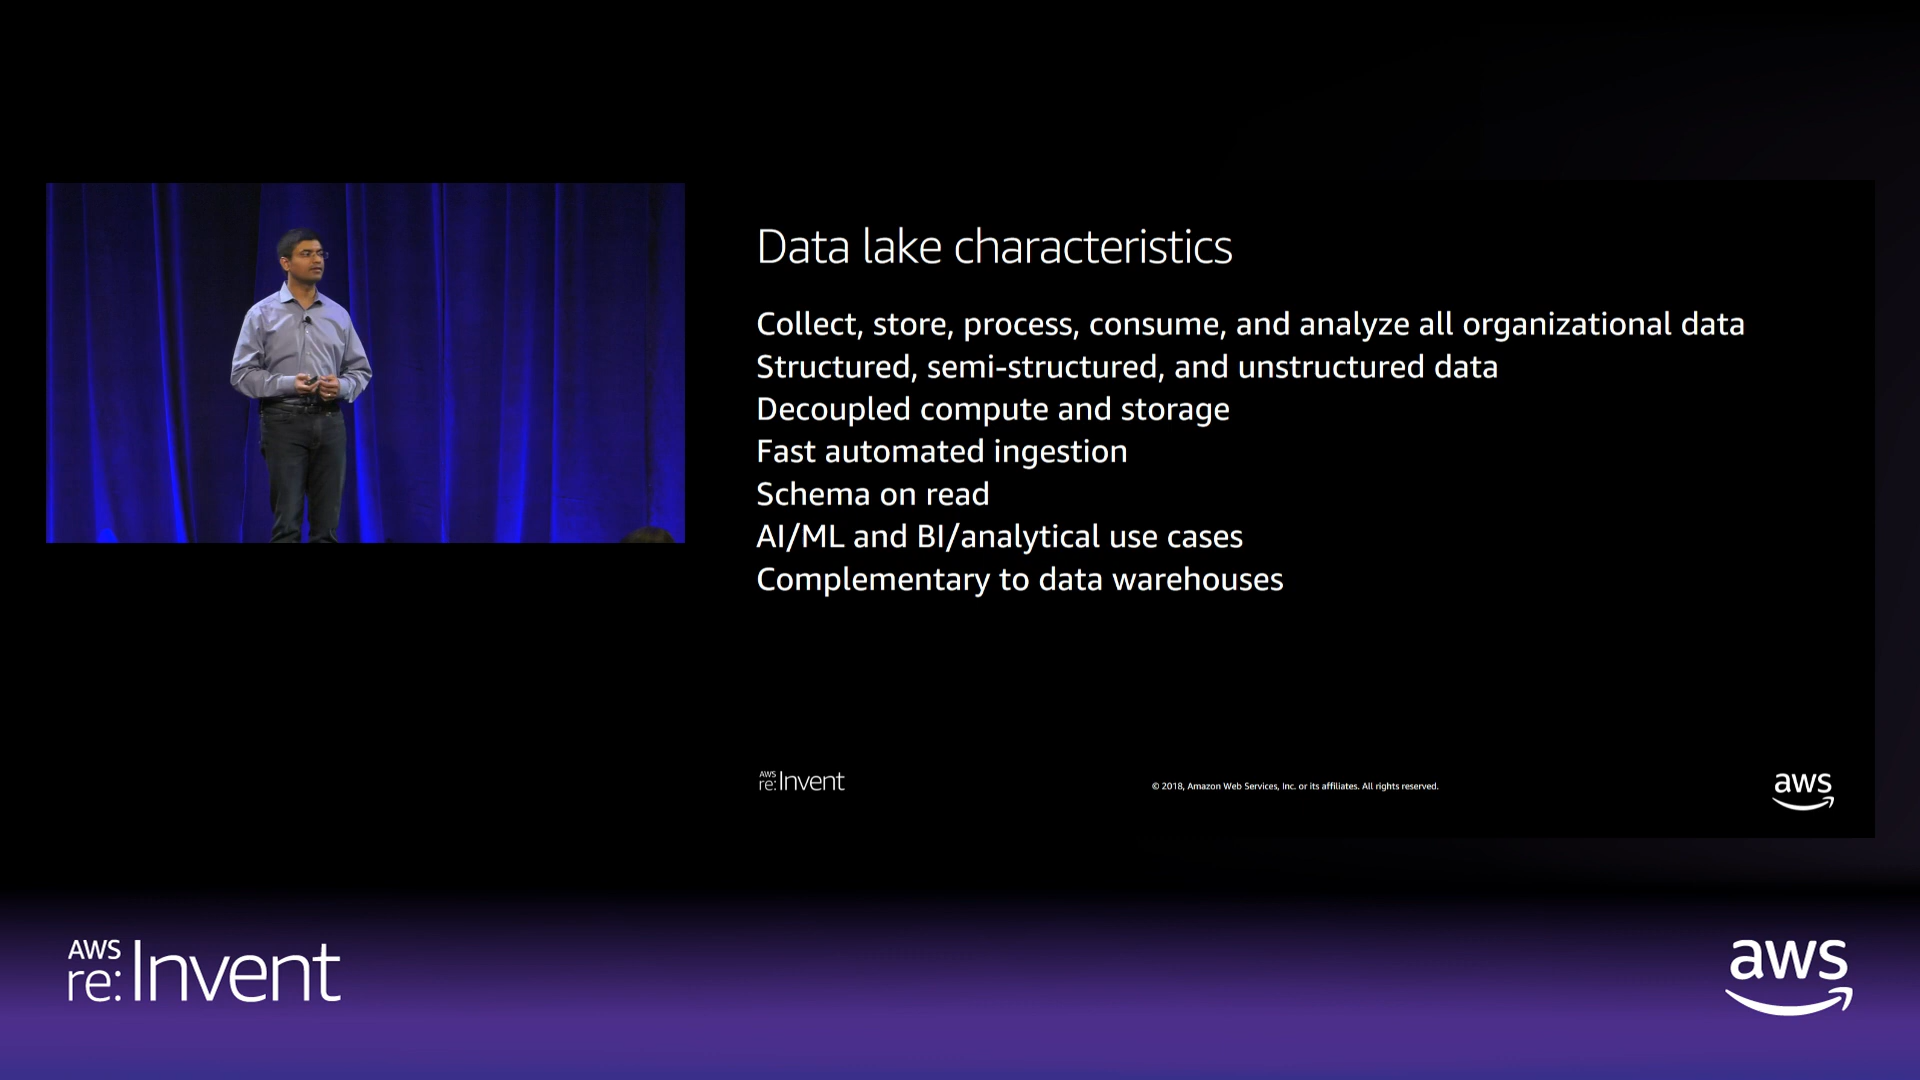 Data lake characteristics
Collect, store, process, consume, and analyze all organizational data
Structured, semi-structured, and unstructured data
Decoupled compute and storage
Fast automated ingestion
Schema on read
AI/ML and BI/analytical use cases
Complementary to data warehouses
AWS
re:Invent
© 2018, Amazon Web Services, Inc. or its affiliates. All rights reserved.
aws
AWS
re:Invent
aws